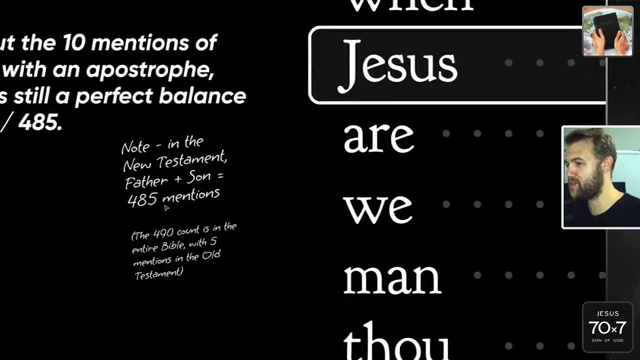 when
ut the 10 mentions of
with an apostrophe,
s still a perfect balance
/ 485.
Note - in the
New Testament,
Father + Son =
485 mentions
(The 490 count is in the
entire Bible, with 5
mentions in the Old
Testament)
Jesus
are
we
man
thou
JESUS
70x7
SON OF GOD